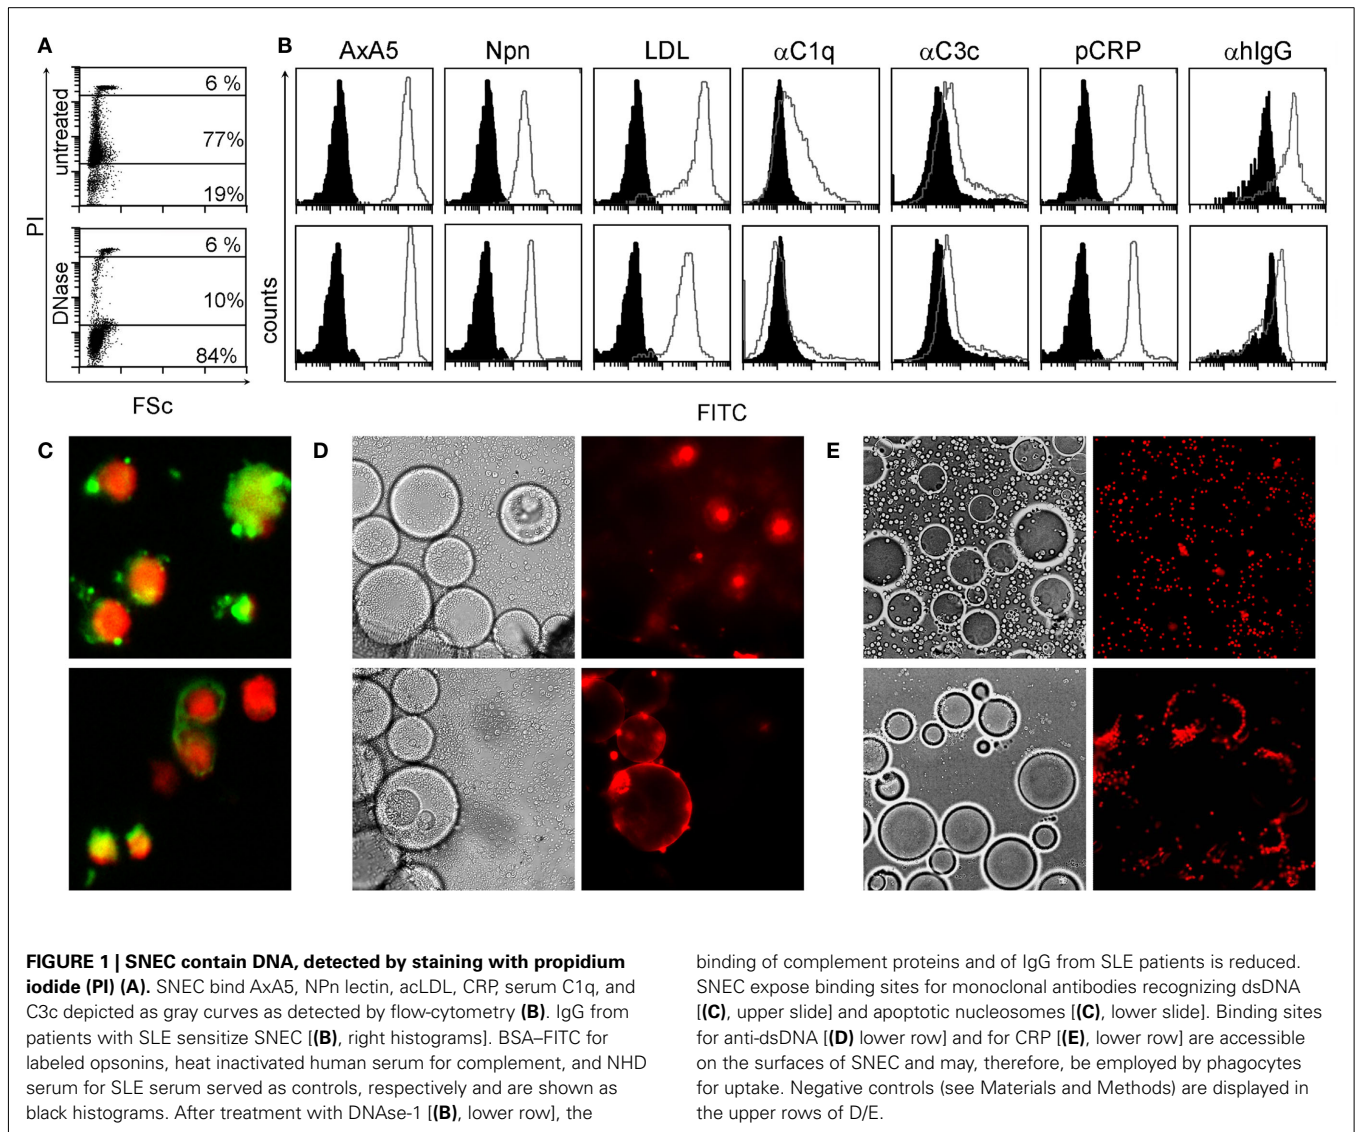 A
B
AxA5 Npn LDL αC1q αC3c pCRP αhIgG
PI
untreated
6 %
77%
19%
DNase
6 %
10%
84%
counts
FSc
FITC
C
D
E
FIGURE 1 | SNEC contain DNA, detected by staining with propidium
iodide (PI) (A). SNEC bind AxA5, NPn lectin, acLDL, CRP, serum C1q, and
C3c depicted as gray curves as detected by flow-cytometry (B). IgG from
patients with SLE sensitize SNEC [(B), right histograms]. BSA–FITC for
labeled opsonins, heat inactivated human serum for complement, and NHD
serum for SLE serum served as controls, respectively and are shown as
black histograms. After treatment with DNAse-1 [(B), lower row], the
binding of complement proteins and of IgG from SLE patients is reduced.
SNEC expose binding sites for monoclonal antibodies recognizing dsDNA
[(C), upper slide] and apoptotic nucleosomes [(C), lower slide]. Binding sites
for anti-dsDNA [(D) lower row] and for CRP [(E), lower row] are accessible
on the surfaces of SNEC and may, therefore, be employed by phagocytes
for uptake. Negative controls (see Materials and Methods) are displayed in
the upper rows of D/E.